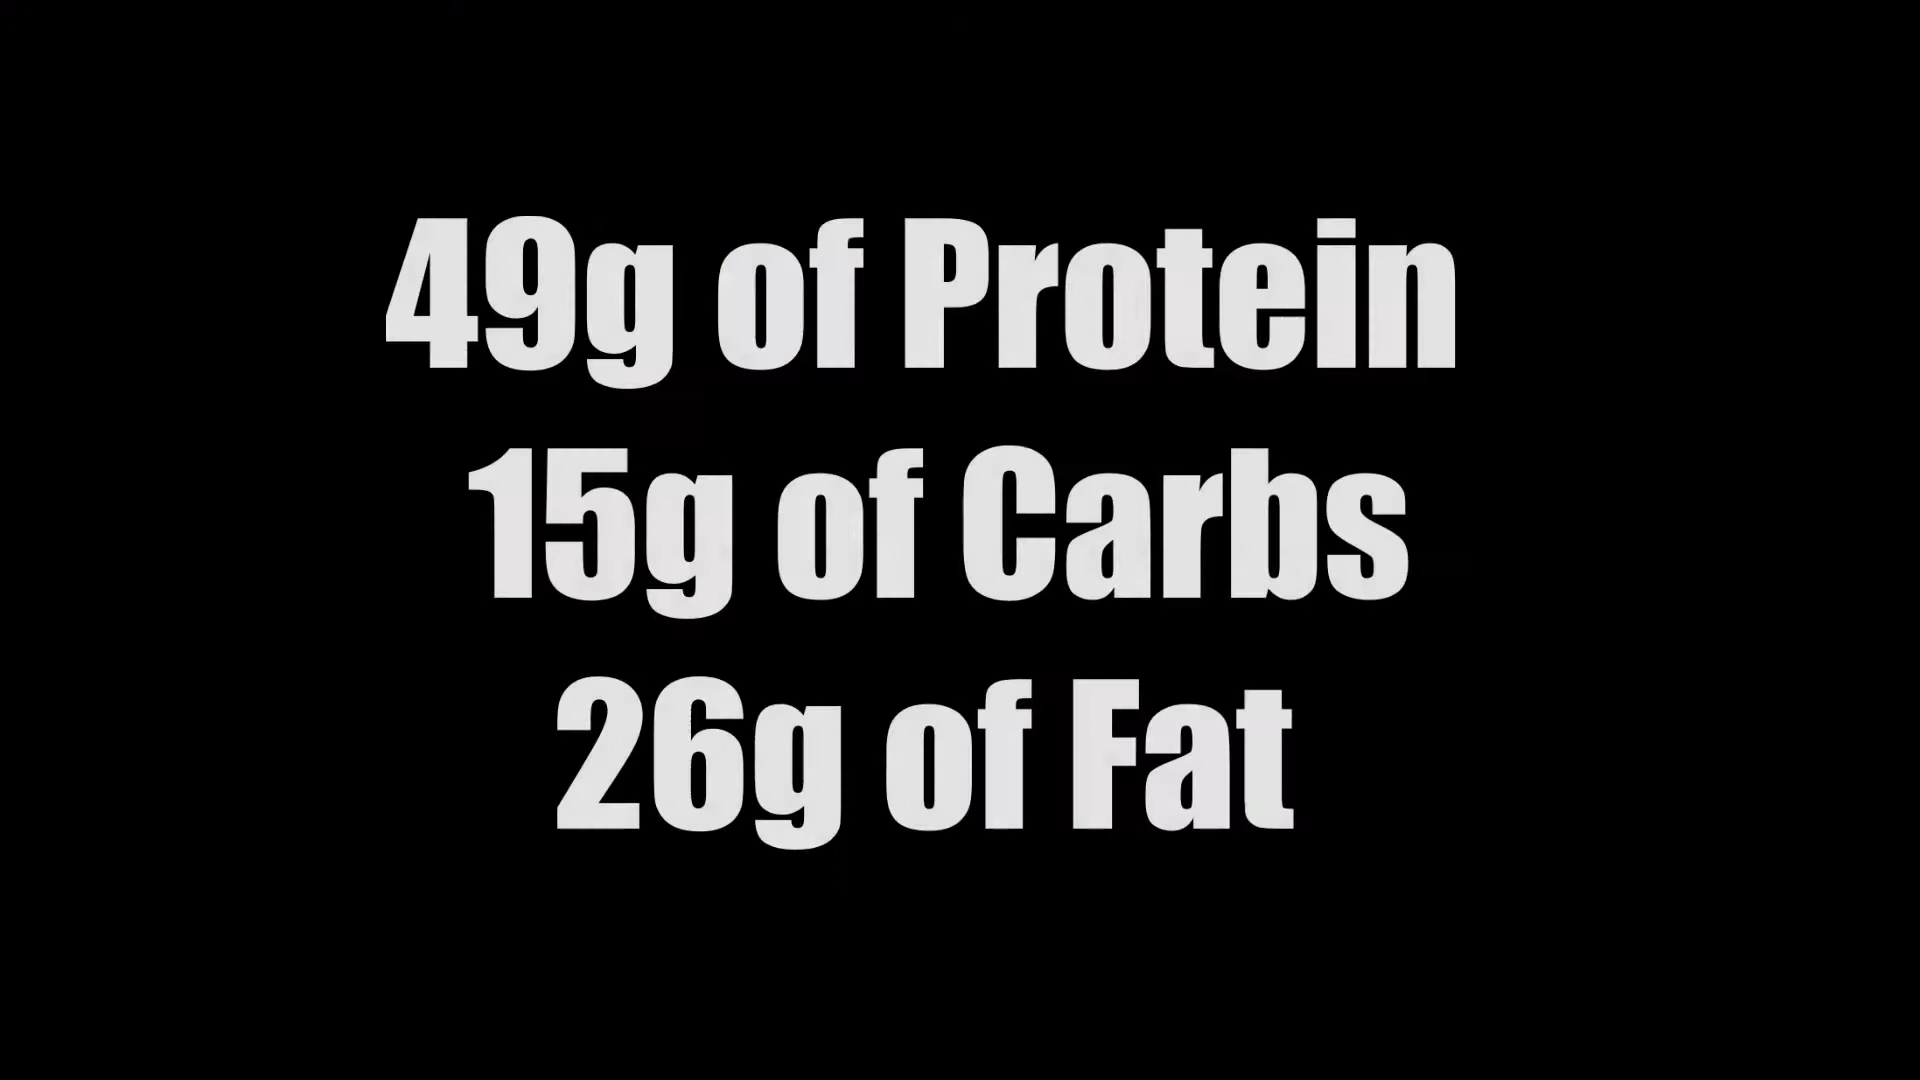 49g of Protein
15g of Carbs
26g of Fat